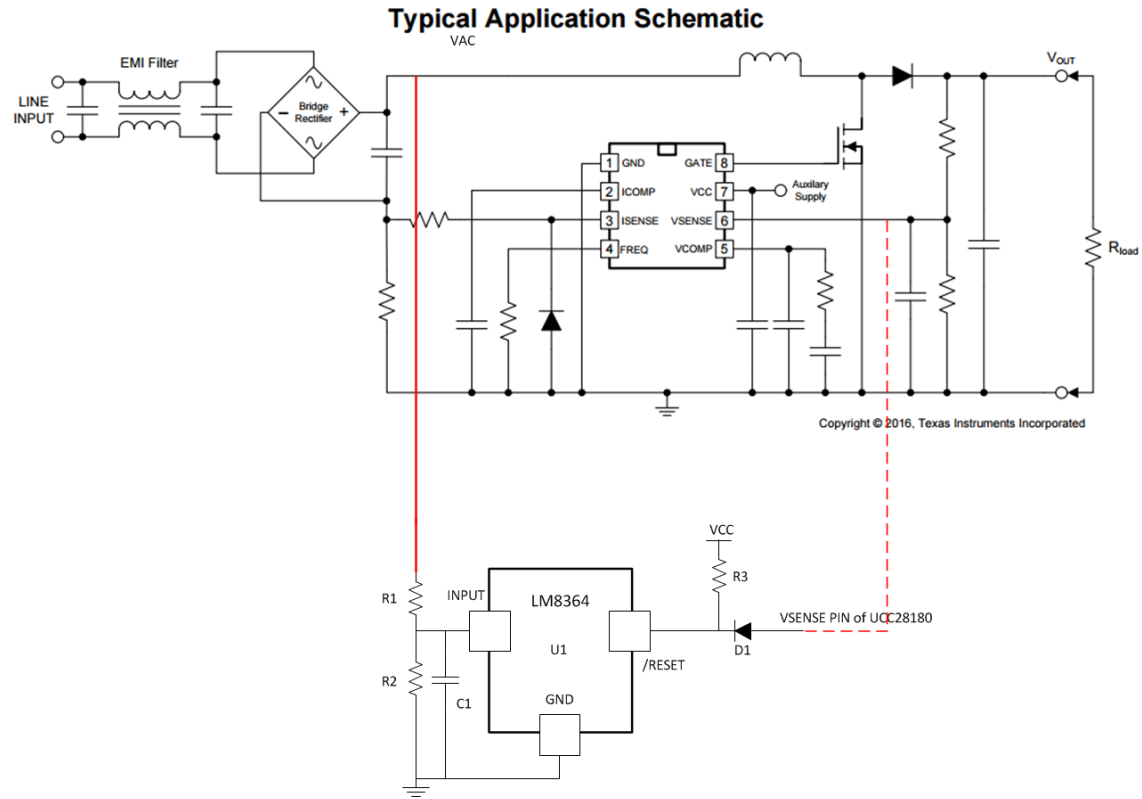 Typical Application Schematic
VAC
EMI Filter
LINE
INPUT
Bridge
Rectifier
− +
VOUT
1 GND
2 ICOMP
3 ISENSE
4 FREQ
GATE 8
VCC 7
VSENSE 6
VCOMP 5
Auxilary
Supply
Rload
Copyright © 2016, Texas Instruments Incorporated
VCC
R3
R1
INPUT
LM8364
VSENSE PIN of UCC28180
D1
U1
/RESET
R2
C1
GND